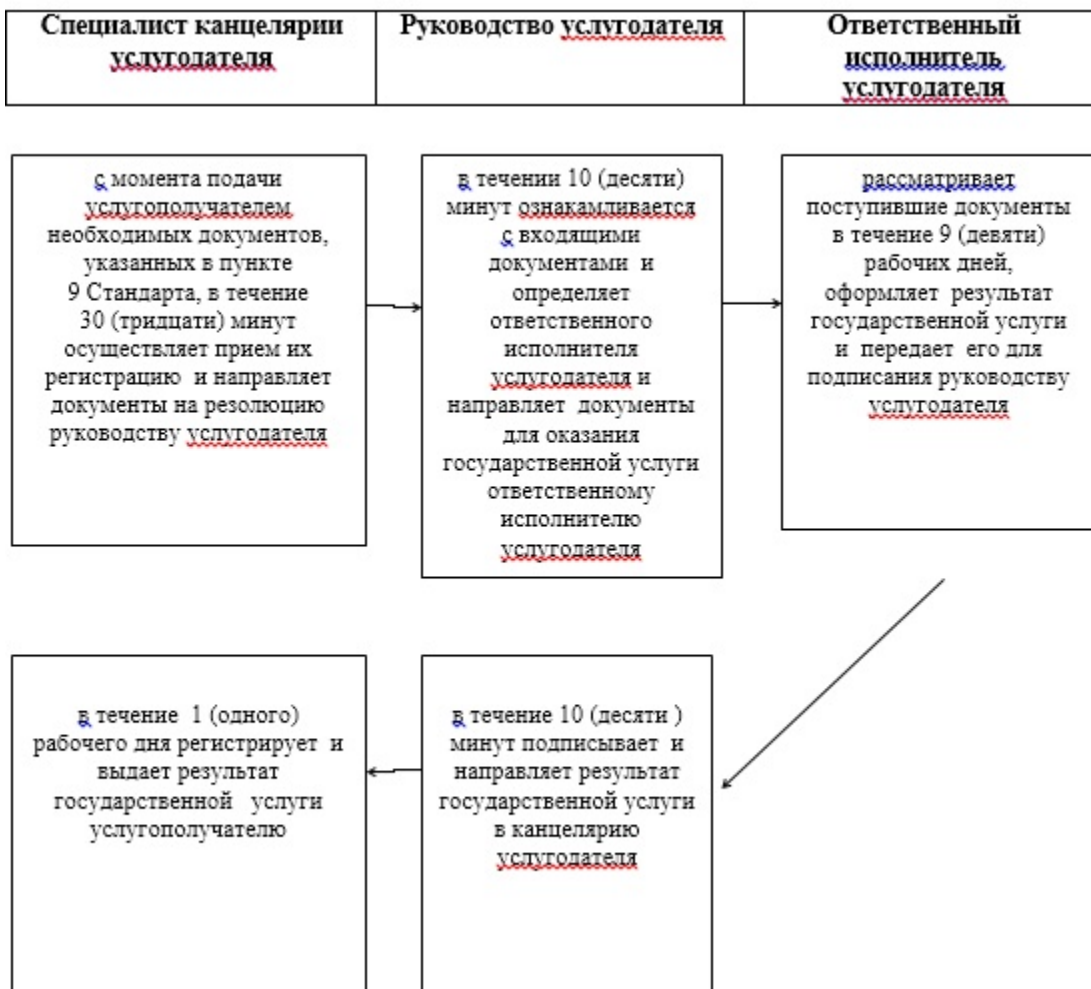 Специалист канцелярии
услугодателя
Руководство услугодателя
Ответственный
исполнитель
услугодателя
с момента подачи
услугополучателем
необходимых документов,
указанных в пункте
9 Стандарта, в течение
30 (тридцати) минут
осуществляет прием их
регистрацию и направляет
документы на резолюцию
руководству услугодателя
в течении 10 (десяти)
минут ознакамливается
с входящими
документами и
определяет
ответственного
исполнителя
услугодателя и
направляет документы
для оказания
государственной услуги
ответственному
исполнителю
услугодателя
рассматривает
поступившие документы
в течение 9 (девяти)
рабочих дней,
оформляет результат
государственной услуги
и передает его для
подписания руководству
услугодателя
в течение 1 (одного)
рабочего дня регистрирует и
выдает результат
государственной услуги
услугополучателю
в течение 10 (десяти )
минут подписывает и
направляет результат
государственной услуги
в канцелярию
услугодателя